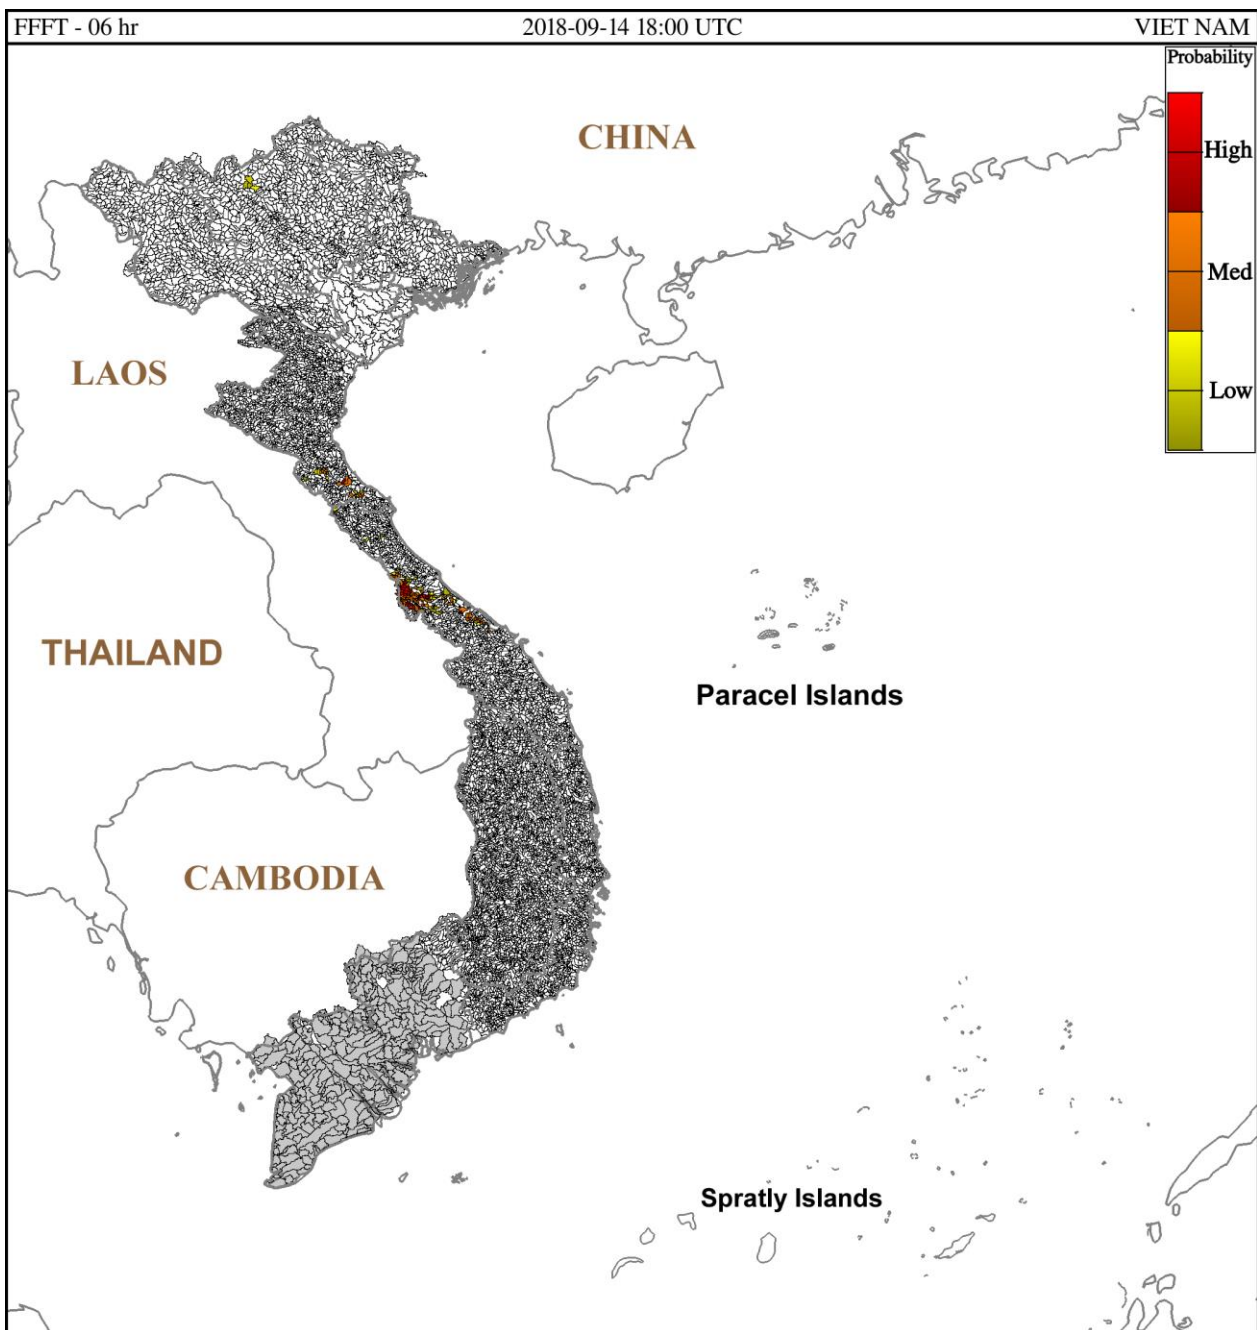 FFFT - 06 hr 2018-09-14 18:00 UTC VIET NAM
Probability
CHINA
High
Med
LAOS
Low
THAILAND
Paracel Islands
CAMBODIA
Spratly Islands